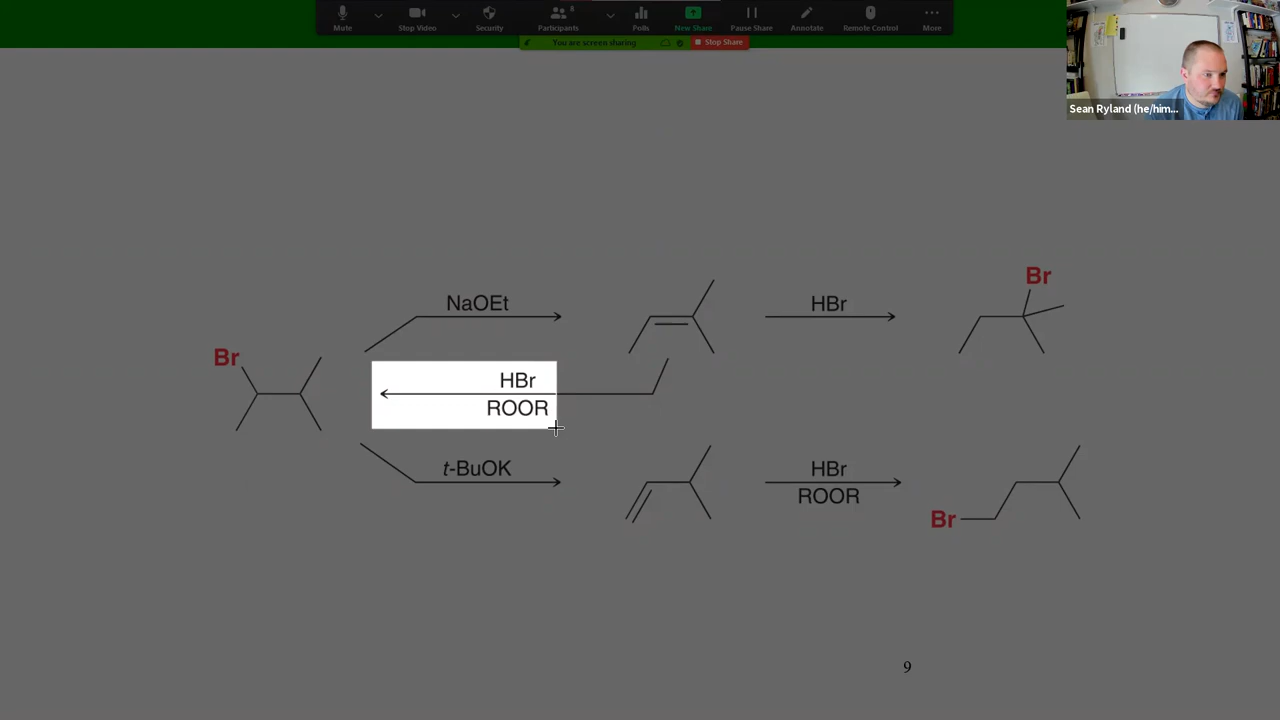 Mute
Stop Video
Security
Participants
Polls
New Share
Pause Share
Annotate
Remote Control
More
You are screen sharing
Stop Share
Sean Ryland (he/him...
Br
NaOEt
HBr
Br
HBr
ROOR
t-BuOK
HBr
ROOR
Br
9